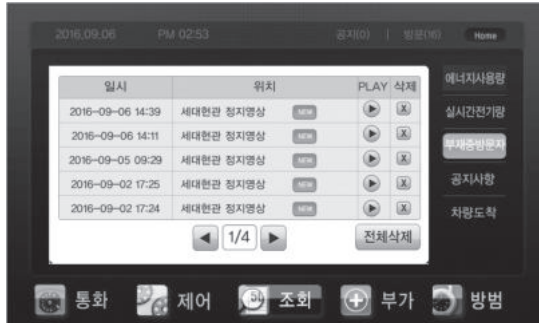 2016.09.06 PM 02:53 공지(0) | 방문(16) Home
일시 위치 PLAY 삭제
2016-09-06 14:39 세대현관 정지영상 NEW X
2016-09-06 14:11 세대현관 정지영상 NEW X
2016-09-05 09:29 세대현관 정지영상 NEW X
2016-09-02 17:25 세대현관 정지영상 NEW X
2016-09-02 17:24 세대현관 정지영상 NEW X
1/4 전체삭제
에너지사용량
실시간전기량
부재중방문자
공지사항
차량도착
통화 제어 조회 부가 방범